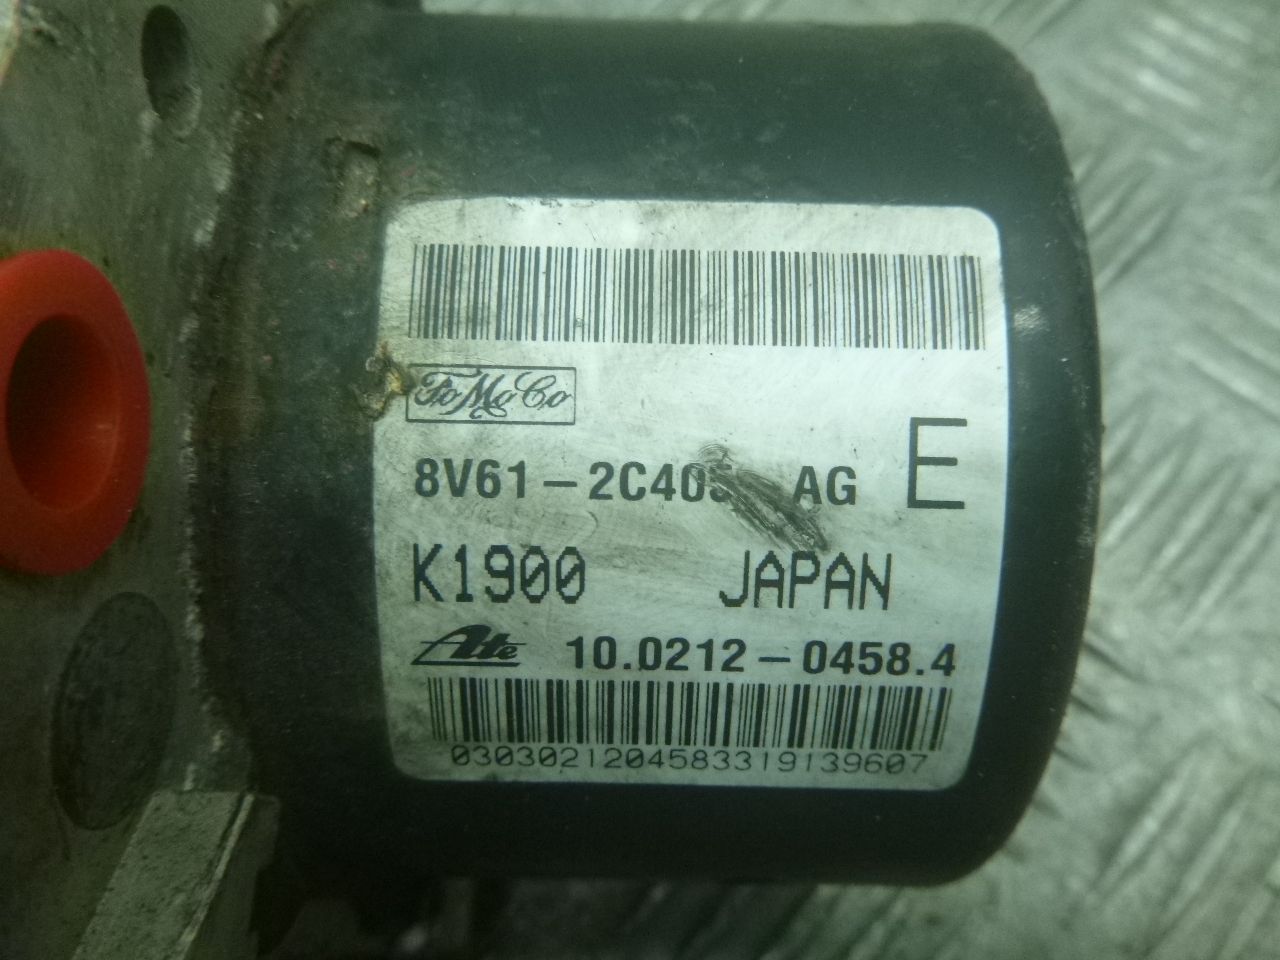 FoMoCo
8V61-2C405 AG E
K1900 JAPAN
Ate 10.0212-0458.4
0303021204583319139607